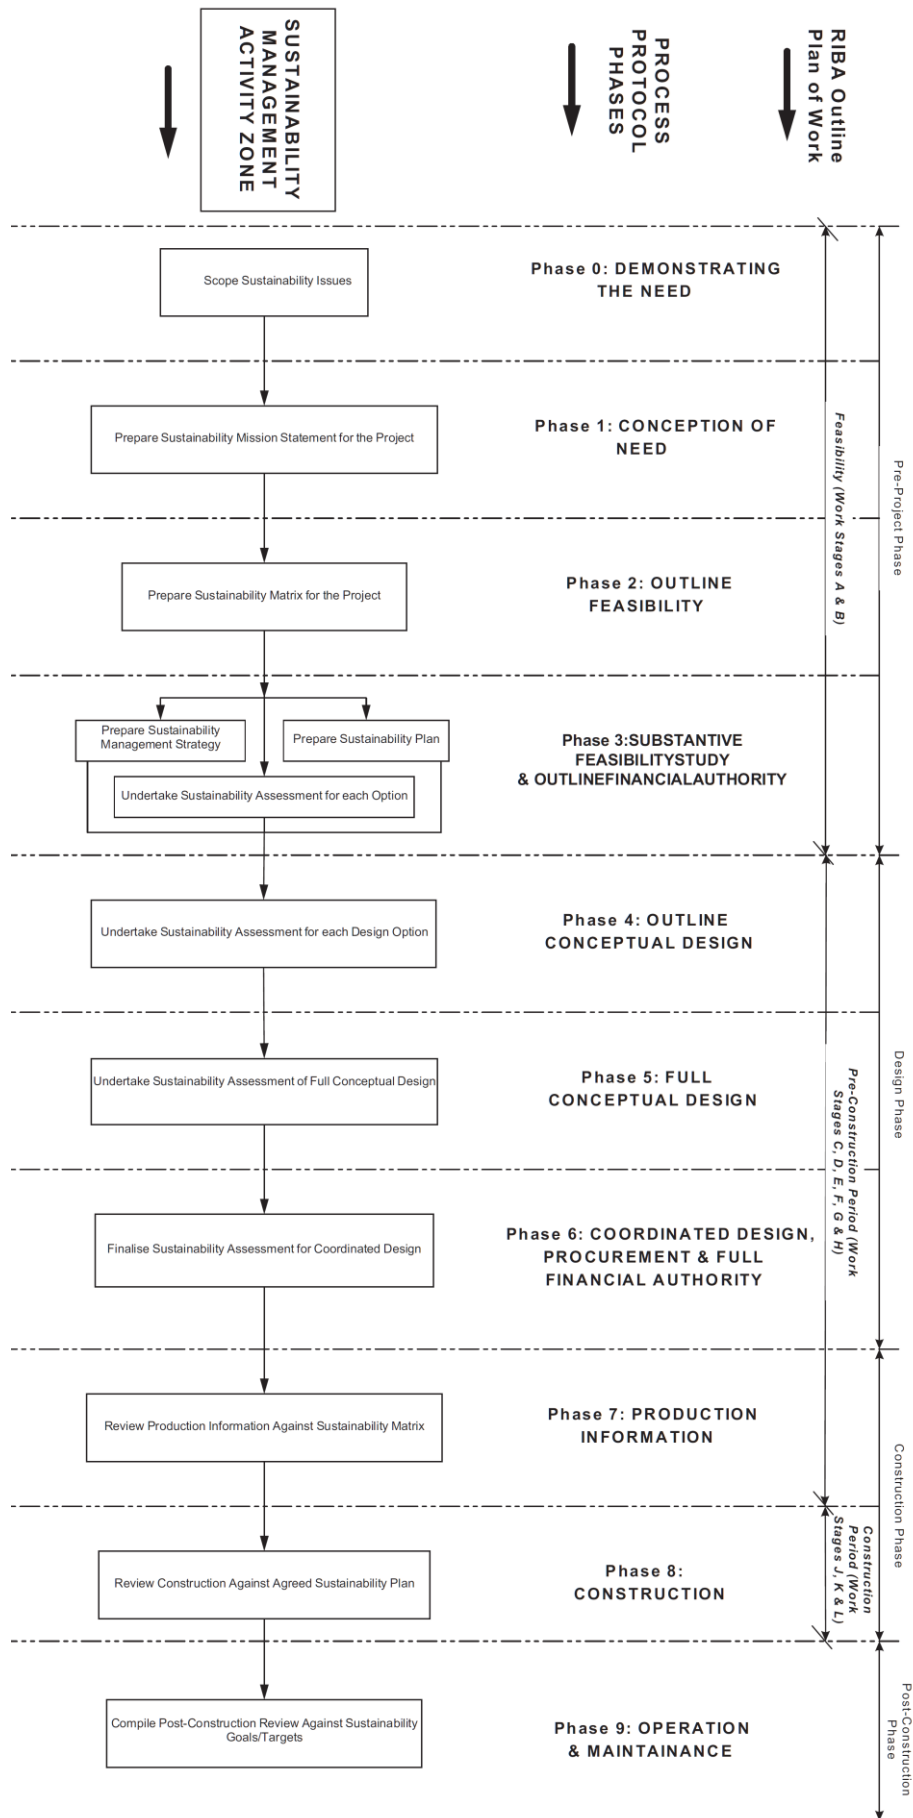 SUSTAINABILITY
MANAGEMENT
ACTIVITY ZONE
PROCESS
PROTOCOL
PHASES
RIBA Outline
Plan of Work
Scope Sustainability Issues
Phase 0: DEMONSTRATING
THE NEED
Prepare Sustainability Mission Statement for the Project
Phase 1: CONCEPTION OF
NEED
Feasibility (Work Stages A & B)
Pre-Project Phase
Prepare Sustainability Matrix for the Project
Phase 2: OUTLINE
FEASIBILITY
Prepare Sustainability
Management Strategy
Prepare Sustainability Plan
Undertake Sustainability Assessment for each Option
Phase 3:SUBSTANTIVE
FEASIBILITYSTUDY
& OUTLINEFINANCIALAUTHORITY
Undertake Sustainability Assessment for each Design Option
Phase 4: OUTLINE
CONCEPTUAL DESIGN
Undertake Sustainability Assessment of Full Conceptual Design
Phase 5: FULL
CONCEPTUAL DESIGN
Pre-Construction Period (Work
Stages C, D, E, F, G & H)
Design Phase
Finalise Sustainability Assessment for Coordinated Design
Phase 6: COORDINATED DESIGN,
PROCUREMENT & FULL
FINANCIAL AUTHORITY
Review Production Information Against Sustainability Matrix
Phase 7: PRODUCTION
INFORMATION
Construction Phase
Review Construction Against Agreed Sustainability Plan
Phase 8:
CONSTRUCTION
Construction
Period (Work
Stages J, K & L)
Compile Post-Construction Review Against Sustainability
Goals/Targets
Phase 9: OPERATION
& MAINTAINANCE
Post-Construction
Phase